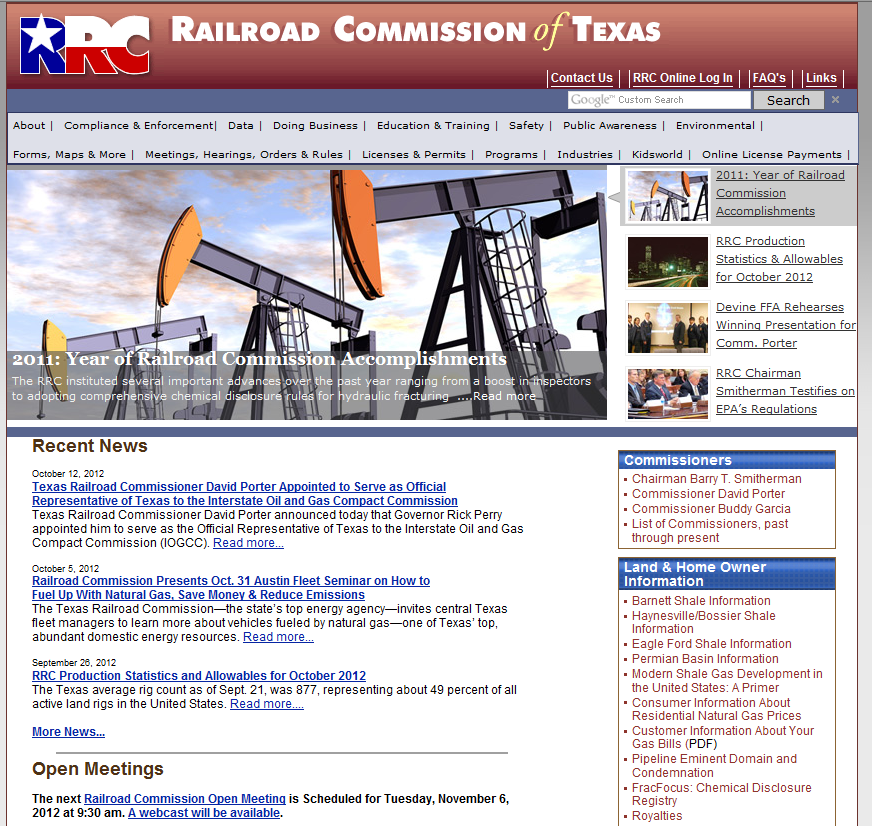 RRC
RAILROAD COMMISSION of TEXAS
Contact Us | RRC Online Log In | FAQ's | Links |
Google™ Custom Search Search ×
About | Compliance & Enforcement| Data | Doing Business | Education & Training | Safety | Public Awareness | Environmental |
Forms, Maps & More | Meetings, Hearings, Orders & Rules | Licenses & Permits | Programs | Industries | Kidsworld | Online License Payments |
2011: Year of Railroad Commission Accomplishments
The RRC instituted several important advances over the past year ranging from a boost in inspectors
to adopting comprehensive chemical disclosure rules for hydraulic fracturing ....Read more
2011: Year of Railroad
Commission
Accomplishments
RRC Production
Statistics & Allowables
for October 2012
Devine FFA Rehearses
Winning Presentation for
Comm. Porter
RRC Chairman
Smitherman Testifies on
EPA's Regulations
Recent News
October 12, 2012
Texas Railroad Commissioner David Porter Appointed to Serve as Official
Representative of Texas to the Interstate Oil and Gas Compact Commission
Texas Railroad Commissioner David Porter announced today that Governor Rick Perry
appointed him to serve as the Official Representative of Texas to the Interstate Oil and Gas
Compact Commission (IOGCC). Read more...
October 5, 2012
Railroad Commission Presents Oct. 31 Austin Fleet Seminar on How to
Fuel Up With Natural Gas, Save Money & Reduce Emissions
The Texas Railroad Commission—the state's top energy agency—invites central Texas
fleet managers to learn more about vehicles fueled by natural gas—one of Texas' top,
abundant domestic energy resources. Read more...
September 26, 2012
RRC Production Statistics and Allowables for October 2012
The Texas average rig count as of Sept. 21, was 877, representing about 49 percent of all
active land rigs in the United States. Read more....
More News...
Open Meetings
The next Railroad Commission Open Meeting is Scheduled for Tuesday, November 6,
2012 at 9:30 am. A webcast will be available.
Commissioners
Chairman Barry T. Smitherman
Commissioner David Porter
Commissioner Buddy Garcia
List of Commissioners, past
through present
Land & Home Owner
Information
Barnett Shale Information
Haynesville/Bossier Shale
Information
Eagle Ford Shale Information
Permian Basin Information
Modern Shale Gas Development in
the United States: A Primer
Consumer Information About
Residential Natural Gas Prices
Customer Information About Your
Gas Bills (PDF)
Pipeline Eminent Domain and
Condemnation
FracFocus: Chemical Disclosure
Registry
Royalties